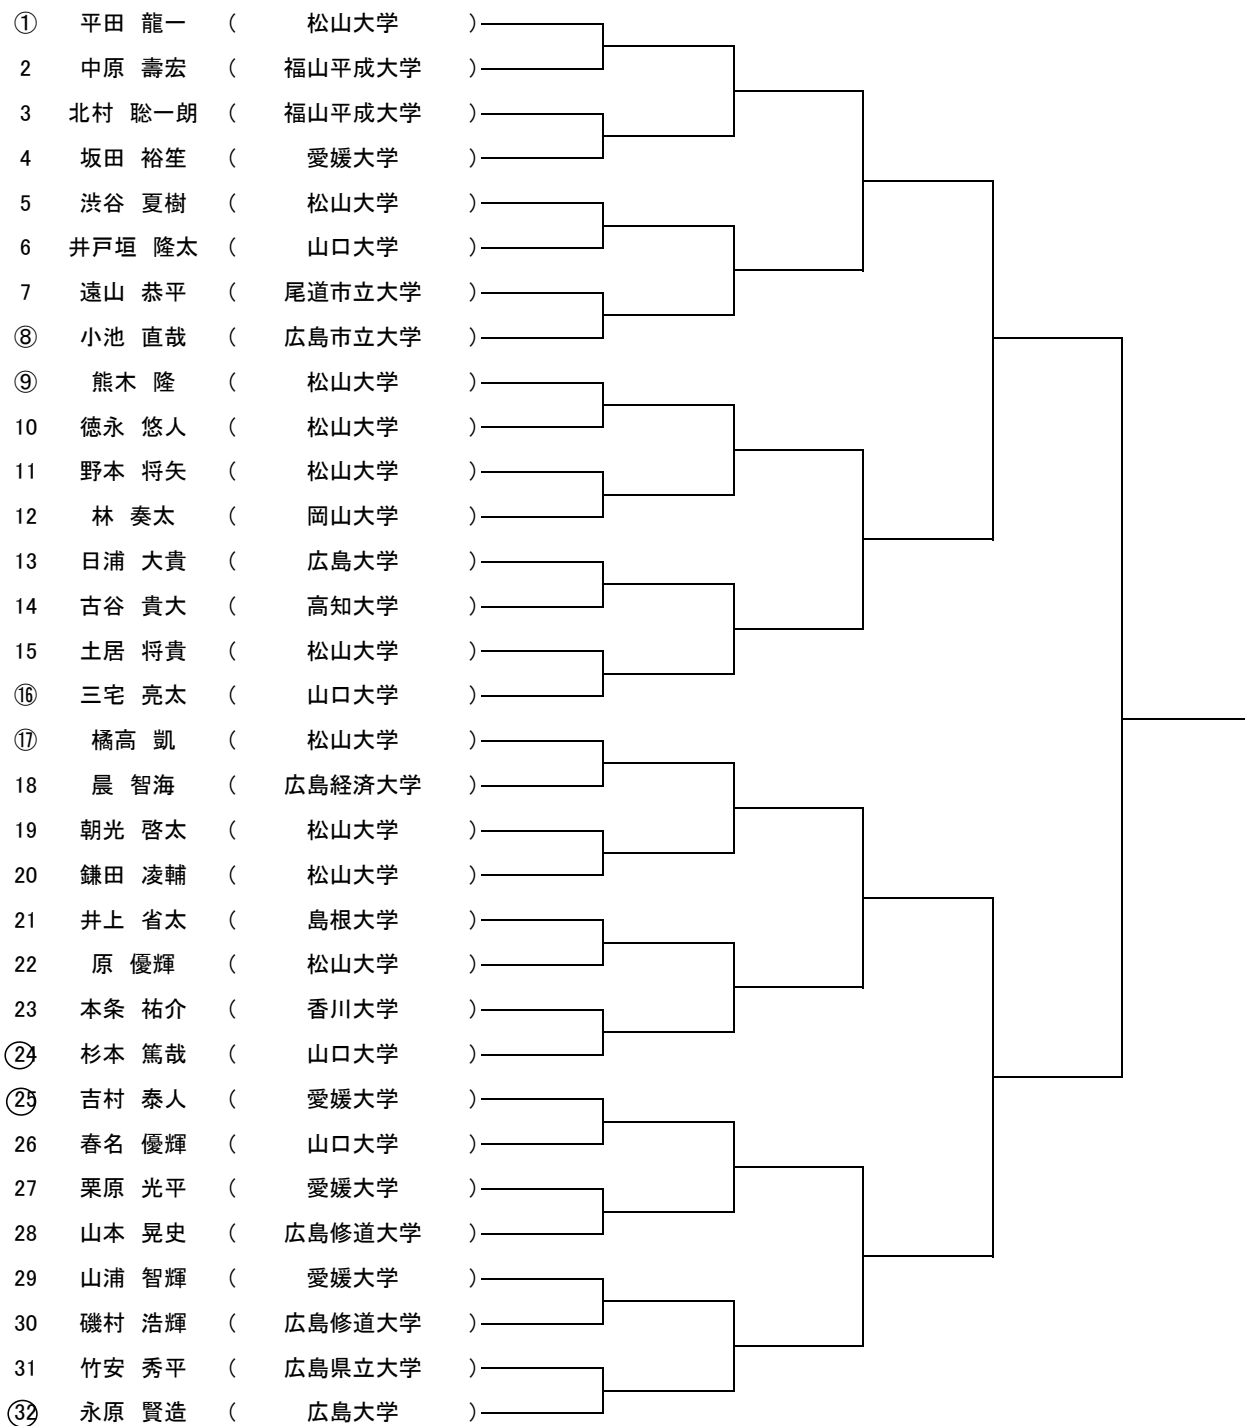 ① 平田 龍一 ( 松山大学 )
2 中原 壽宏 ( 福山平成大学 )
3 北村 聡一朗 ( 福山平成大学 )
4 坂田 裕笙 ( 愛媛大学 )
5 渋谷 夏樹 ( 松山大学 )
6 井戸垣 隆太 ( 山口大学 )
7 遠山 恭平 ( 尾道市立大学 )
⑧ 小池 直哉 ( 広島市立大学 )
⑨ 熊木 隆 ( 松山大学 )
10 徳永 悠人 ( 松山大学 )
11 野本 将矢 ( 松山大学 )
12 林 奏太 ( 岡山大学 )
13 日浦 大貴 ( 広島大学 )
14 古谷 貴大 ( 高知大学 )
15 土居 将貴 ( 松山大学 )
⑯ 三宅 亮太 ( 山口大学 )
⑰ 橘高 凱 ( 松山大学 )
18 晨 智海 ( 広島経済大学 )
19 朝光 啓太 ( 松山大学 )
20 鎌田 凌輔 ( 松山大学 )
21 井上 省太 ( 島根大学 )
22 原 優輝 ( 松山大学 )
23 本条 祐介 ( 香川大学 )
㉔ 杉本 篤哉 ( 山口大学 )
㉕ 吉村 泰人 ( 愛媛大学 )
26 春名 優輝 ( 山口大学 )
27 栗原 光平 ( 愛媛大学 )
28 山本 晃史 ( 広島修道大学 )
29 山浦 智輝 ( 愛媛大学 )
30 磯村 浩輝 ( 広島修道大学 )
31 竹安 秀平 ( 広島県立大学 )
㉜ 永原 賢造 ( 広島大学 )